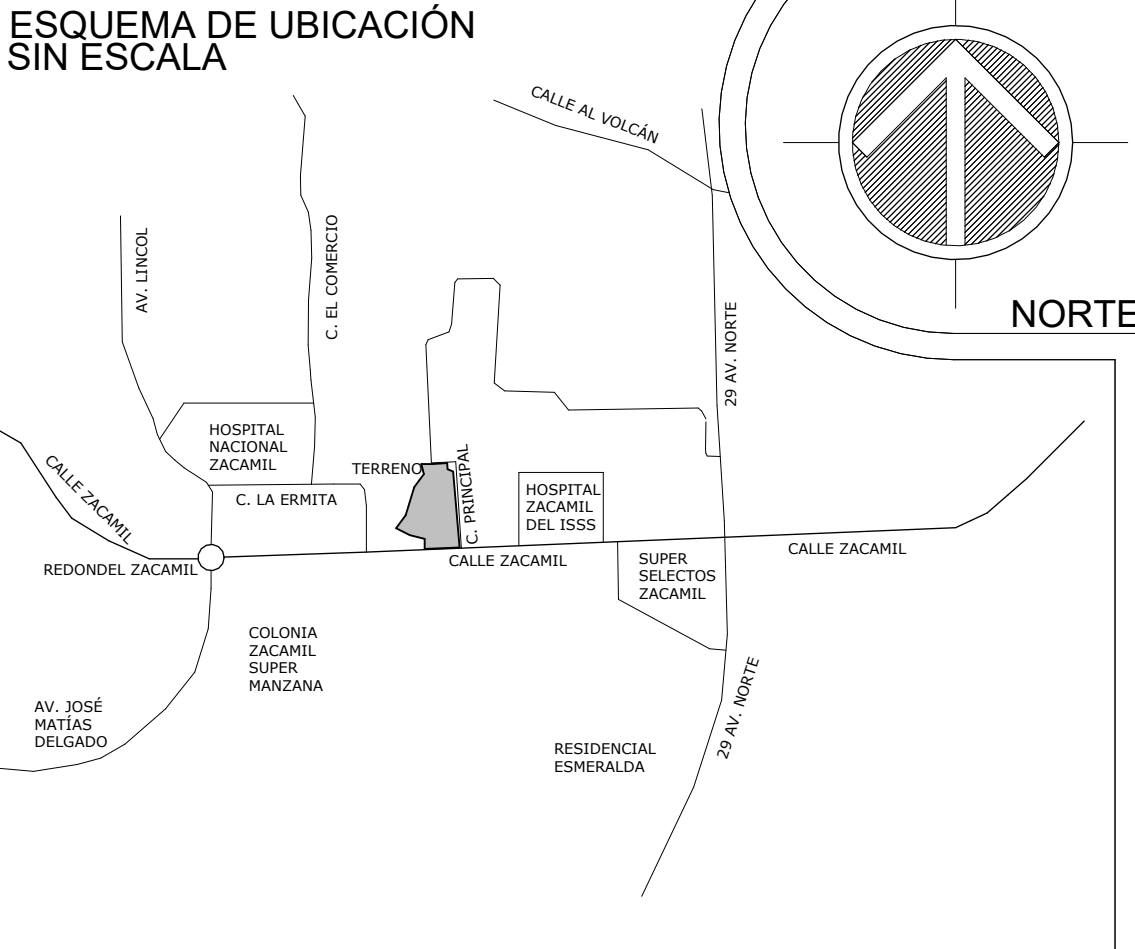 ESQUEMA DE UBICACIÓN
SIN ESCALA
CALLE AL VOLCÁN
NORTE
AV. LINCOL
C. EL COMERCIO
29 AV. NORTE
HOSPITAL
NACIONAL
ZACAMIL
CALLE ZACAMIL
TERRENO
C. PRINCIPAL
C. LA ERMITA
HOSPITAL
ZACAMIL
DEL ISSS
REDONDEL ZACAMIL
CALLE ZACAMIL
CALLE ZACAMIL
SUPER
SELECTOS
ZACAMIL
COLONIA
ZACAMIL
SUPER
MANZANA
AV. JOSÉ
MATÍAS
DELGADO
29 AV. NORTE
RESIDENCIAL
ESMERALDA